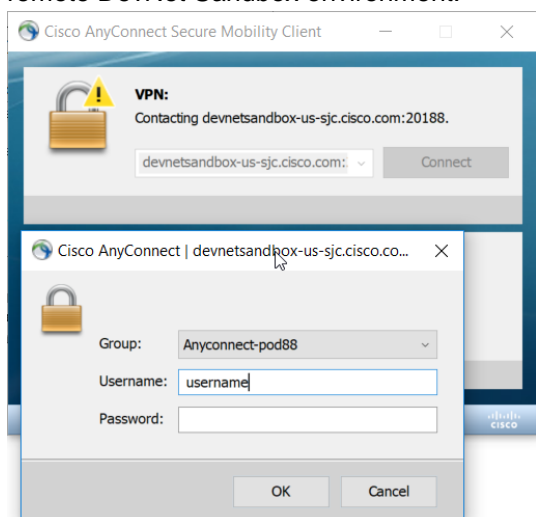 remote DevNet Sandbox environment.
Cisco AnyConnect Secure Mobility Client
VPN:
Contacting devnetsandbox-us-sjc.cisco.com:20188.
devnetsandbox-us-sjc.cisco.com:
Connect
Cisco AnyConnect | devnetsandbox-us-sjc.cisco.co...
Group:
Anyconnect-pod88
Username:
username
Password:
OK
Cancel
CISCO